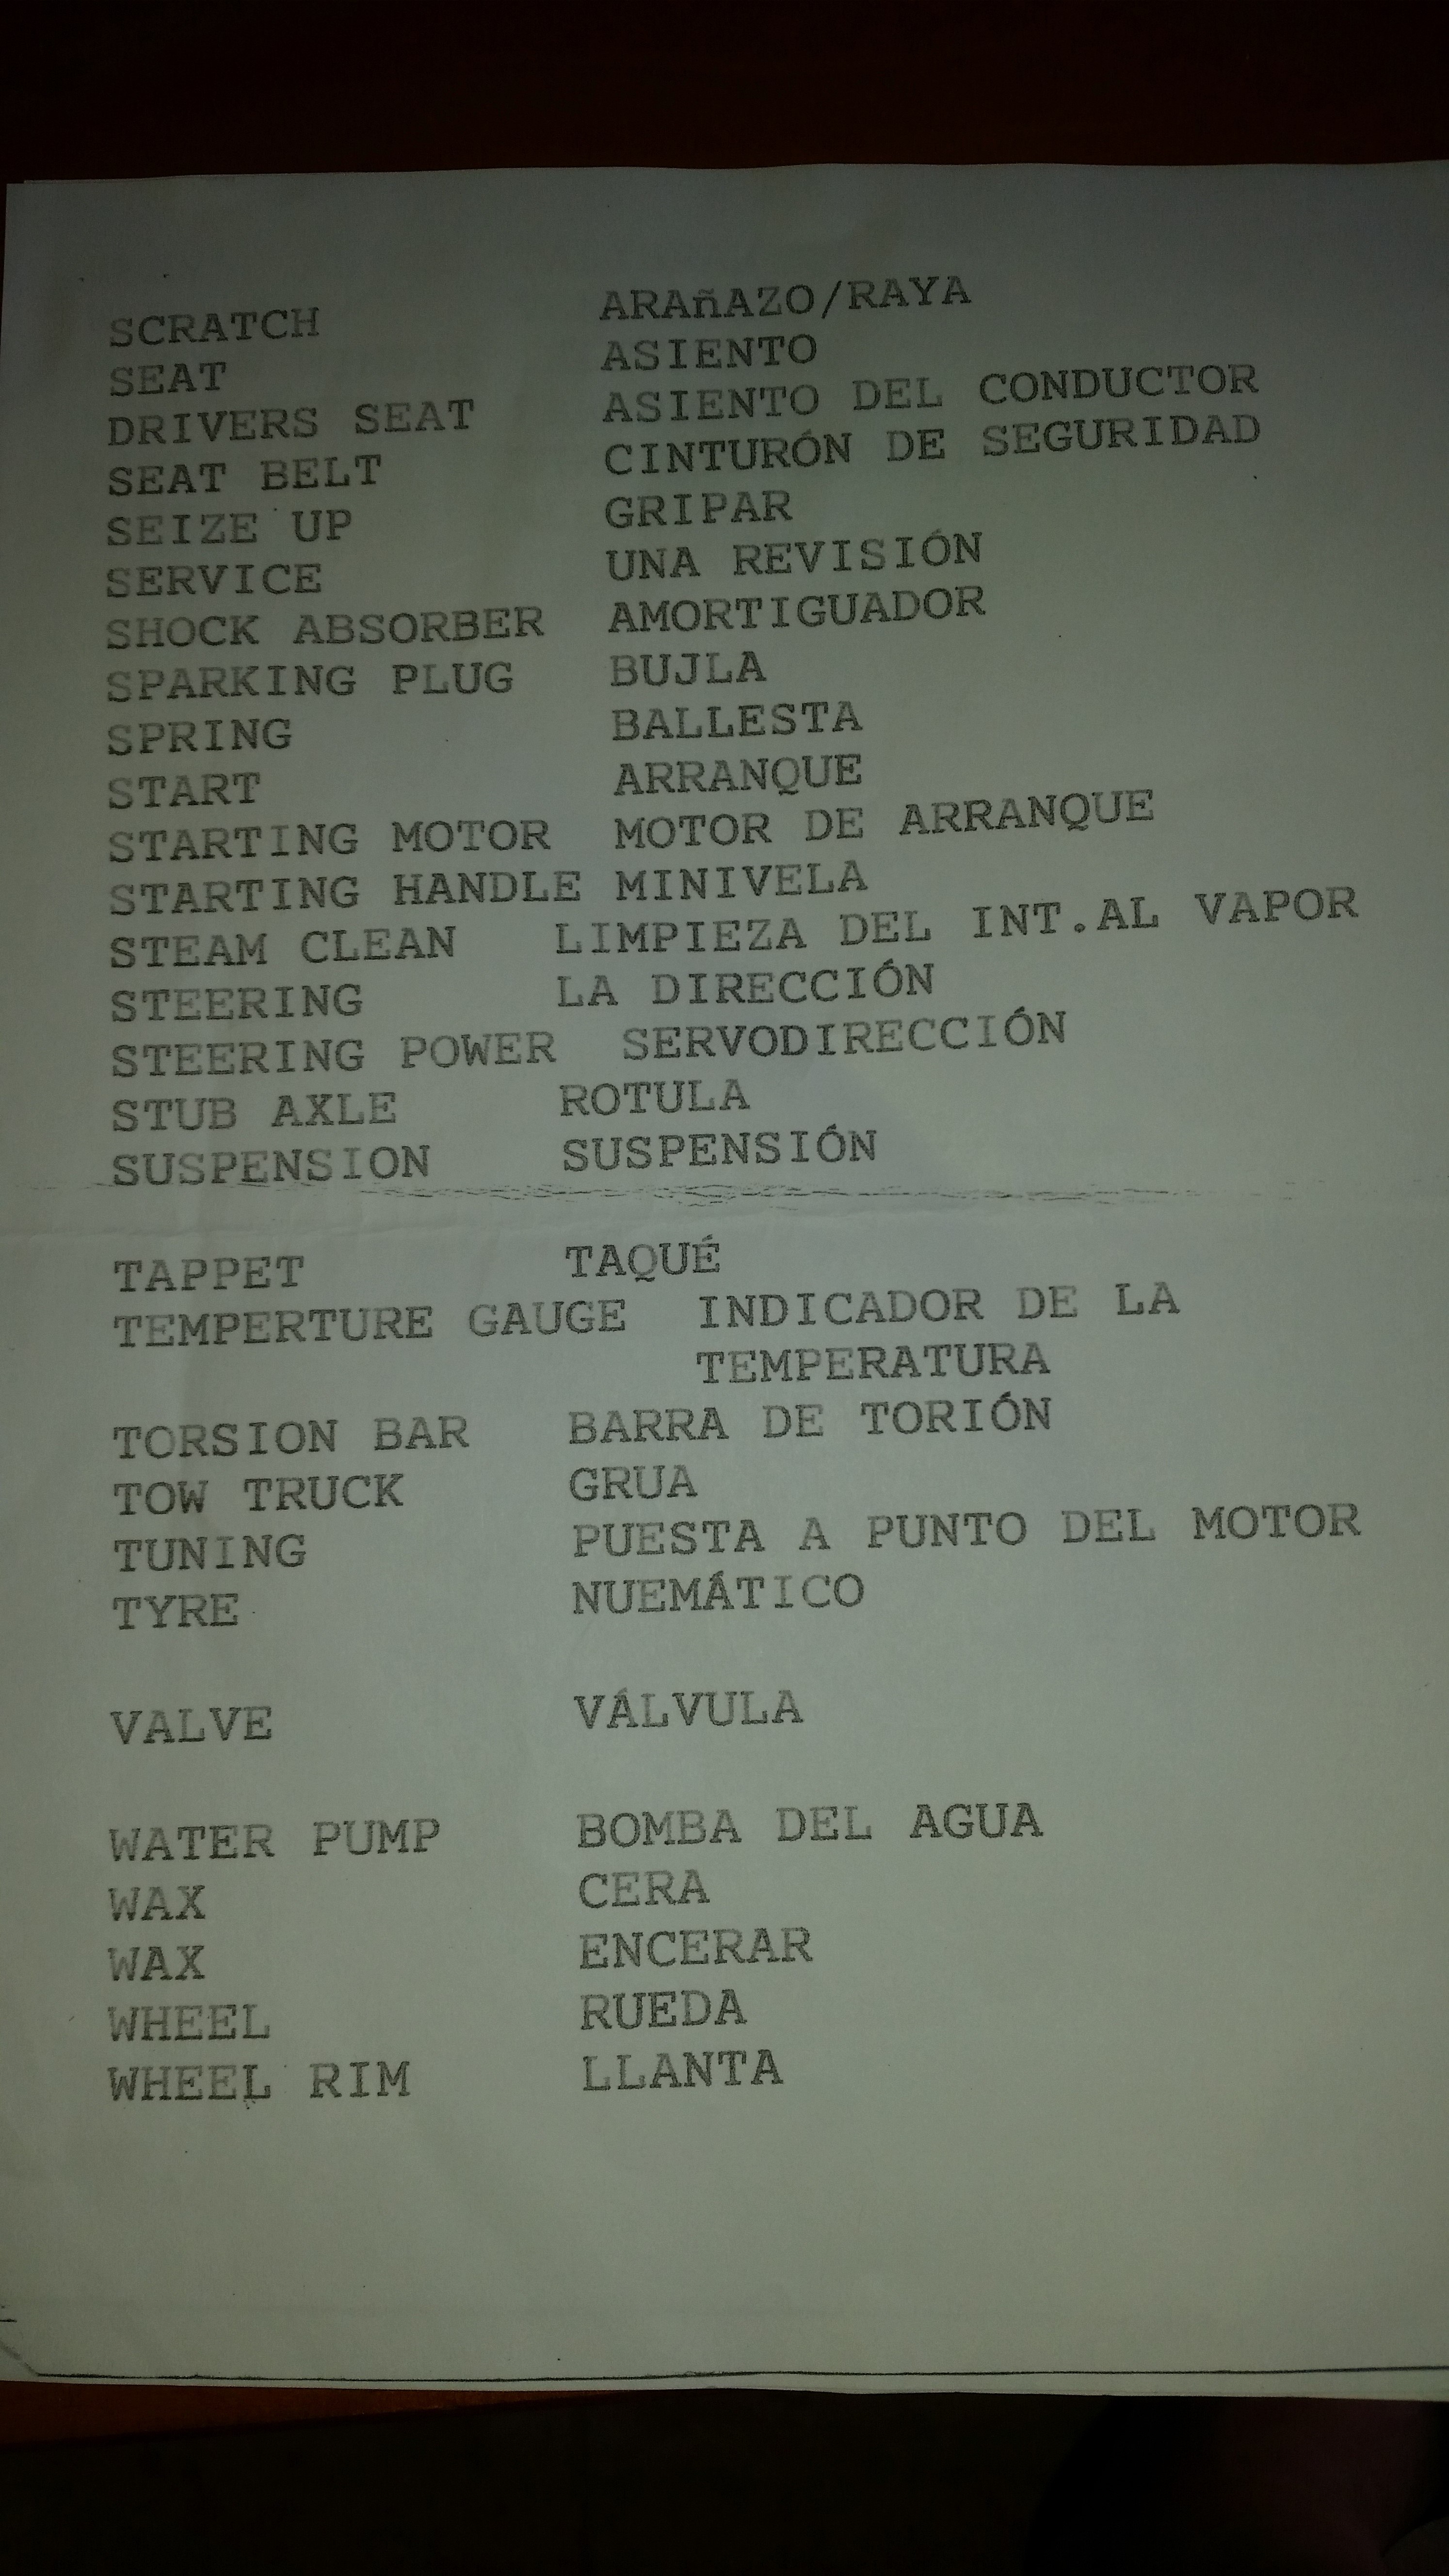 SCRATCH ARAñAZO/RAYA
SEAT ASIENTO
DRIVERS SEAT ASIENTO DEL CONDUCTOR
SEAT BELT CINTURÓN DE SEGURIDAD
SEIZE UP GRIPAR
SERVICE UNA REVISIÓN
SHOCK ABSORBER AMORTIGUADOR
SPARKING PLUG BUJLA
SPRING BALLESTA
START ARRANQUE
STARTING MOTOR MOTOR DE ARRANQUE
STARTING HANDLE MINIVELA
STEAM CLEAN LIMPIEZA DEL INT.AL VAPOR
STEERING LA DIRECCIÓN
STEERING POWER SERVODIRECCIÓN
STUB AXLE ROTULA
SUSPENSION SUSPENSIÓN
TAPPET TAQUÉ
TEMPERTURE GAUGE INDICADOR DE LA
TEMPERATURA
TORSION BAR BARRA DE TORIÓN
TOW TRUCK GRUA
TUNING PUESTA A PUNTO DEL MOTOR
TYRE NUEMÁTICO
VALVE VÁLVULA
WATER PUMP BOMBA DEL AGUA
WAX CERA
WAX ENCERAR
WHEEL RUEDA
WHEEL RIM LLANTA